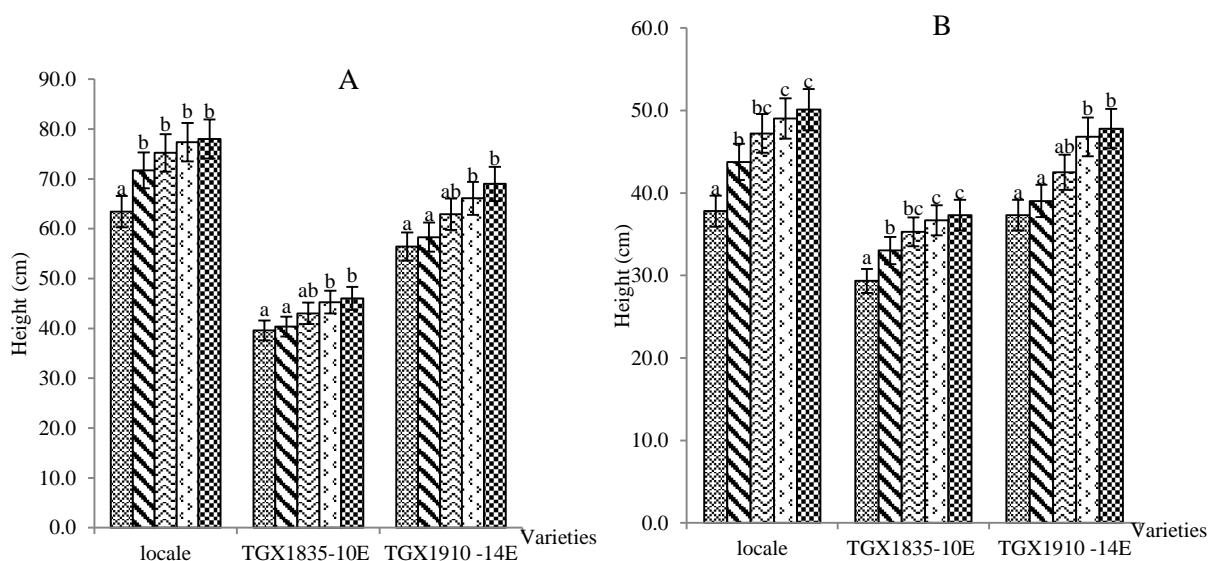 A
Height (cm)
90.0
80.0
70.0
60.0
50.0
40.0
30.0
20.0
10.0
0.0
a b b b b
a a ab b b
a a ab b b
locale TGX1835-10E TGX1910 -14E
Varieties
B
Height (cm)
60.0
50.0
40.0
30.0
20.0
10.0
0.0
a b bc c c
a b bc c c
a a ab b b
locale TGX1835-10E TGX1910 -14E
Varieties